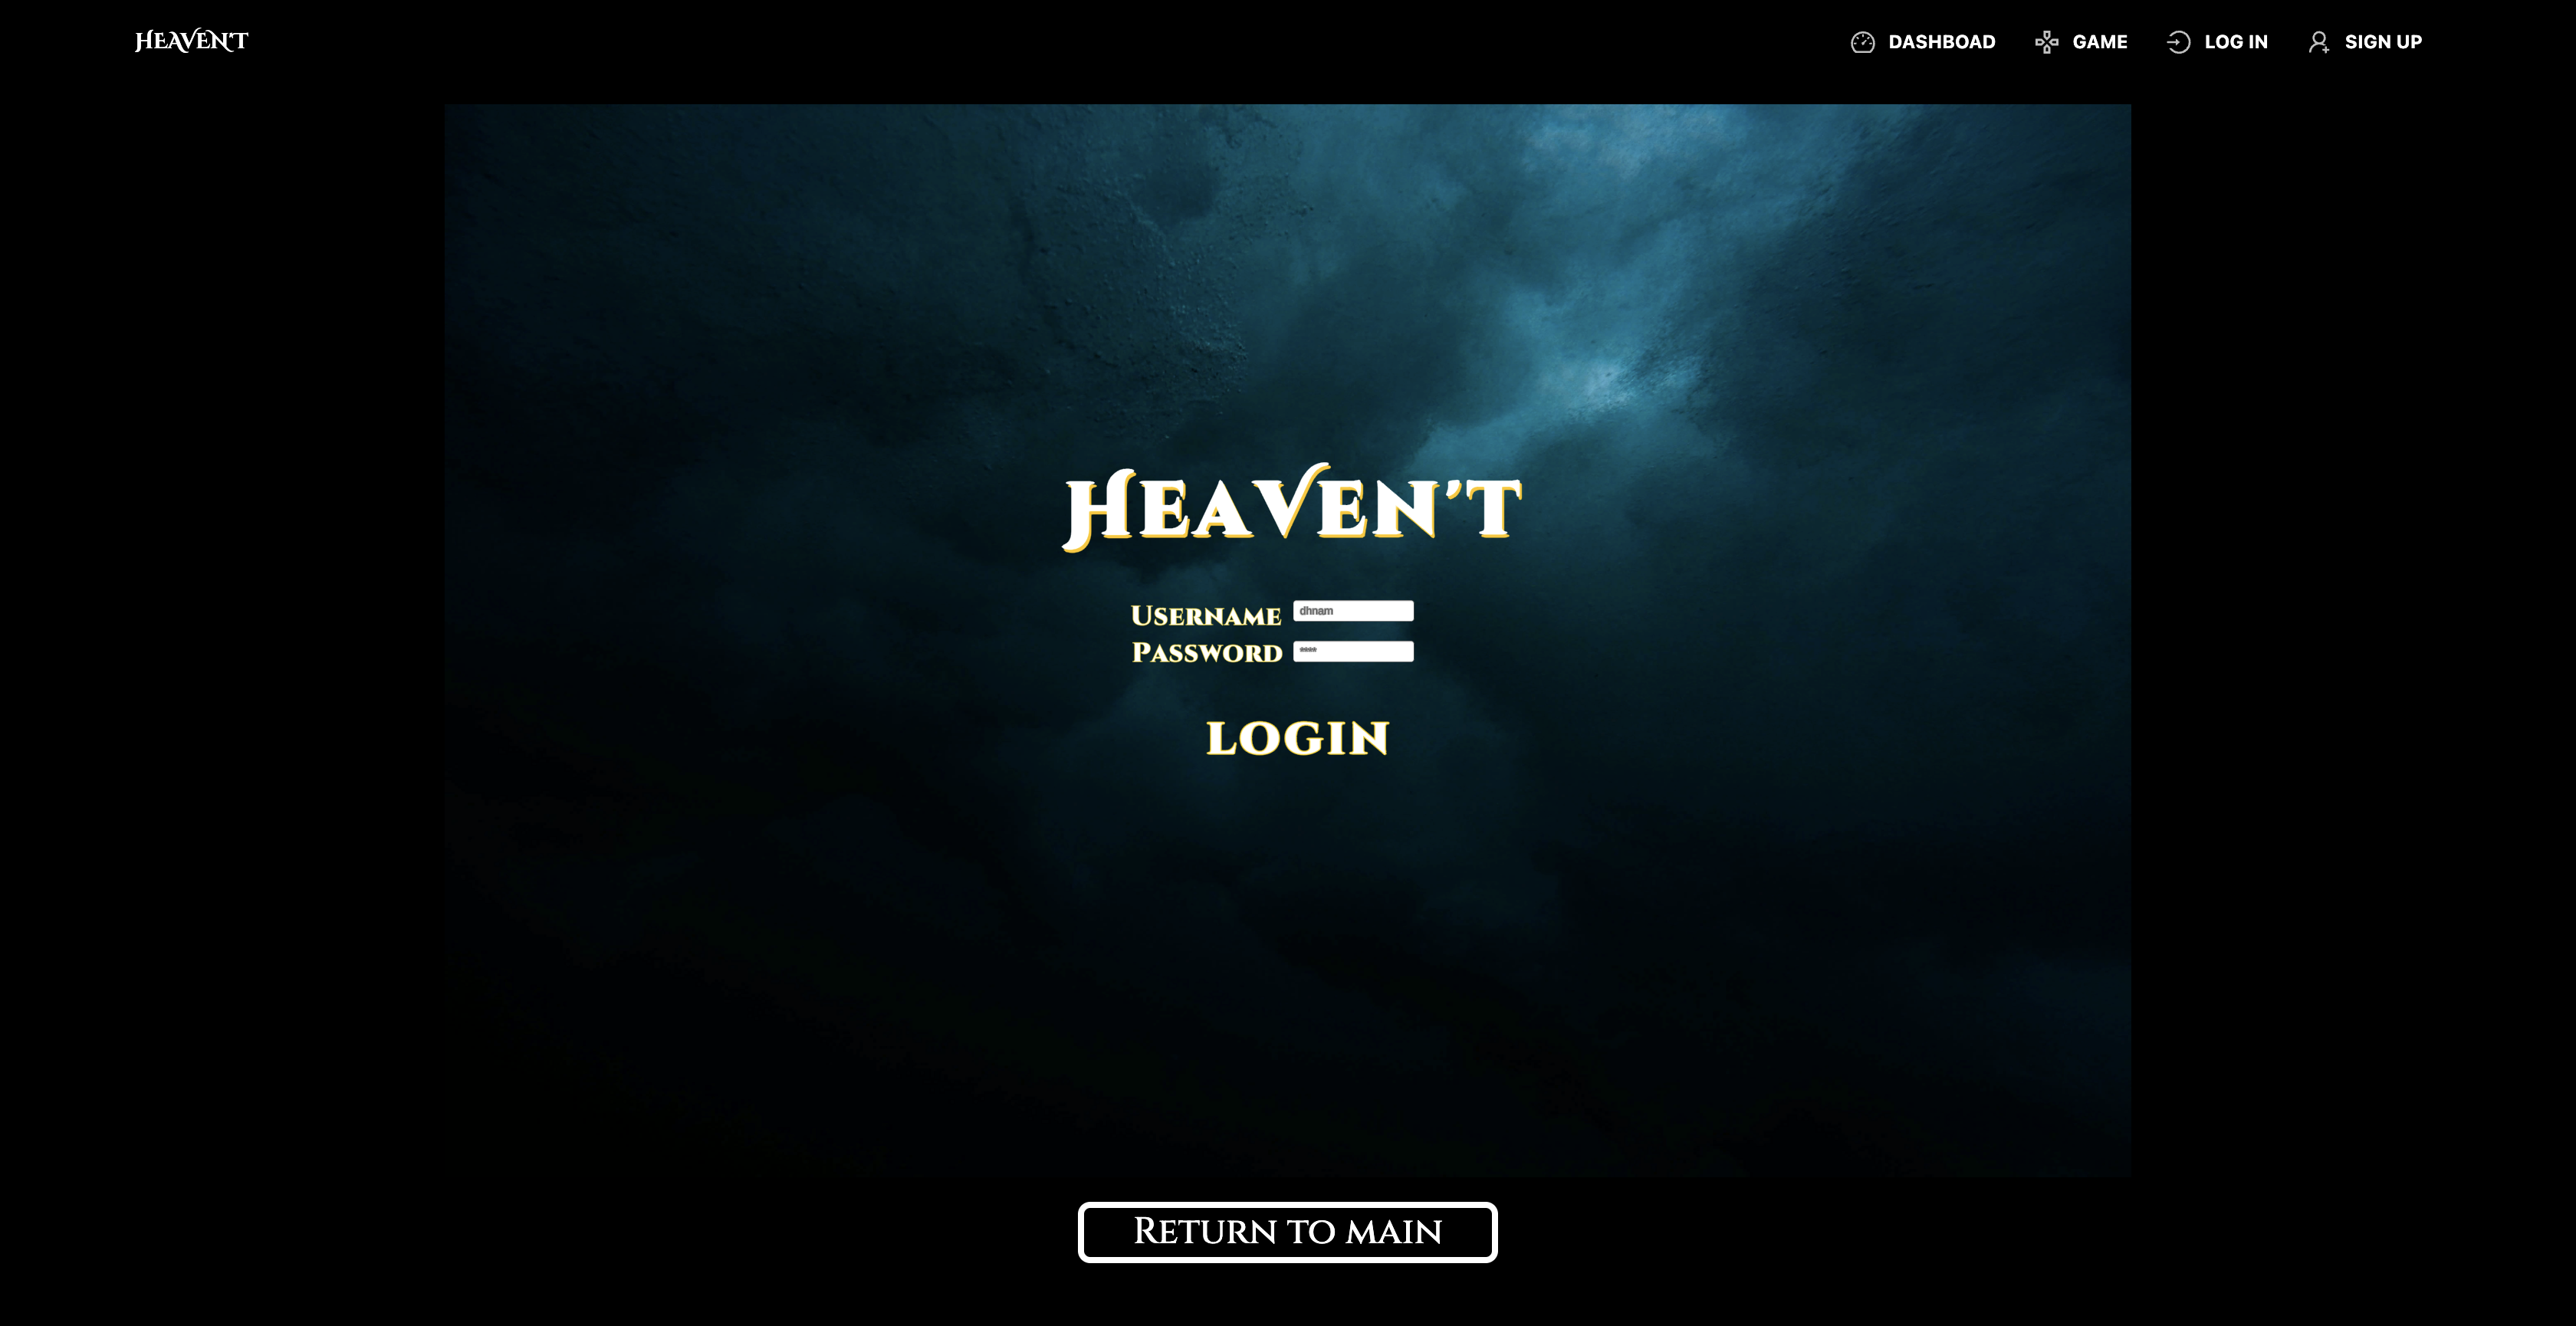 HEAVEN'T
DASHBOAD GAME LOG IN SIGN UP
HEAVEN'T
USERNAME dhnam
PASSWORD ****
LOGIN
RETURN TO MAIN